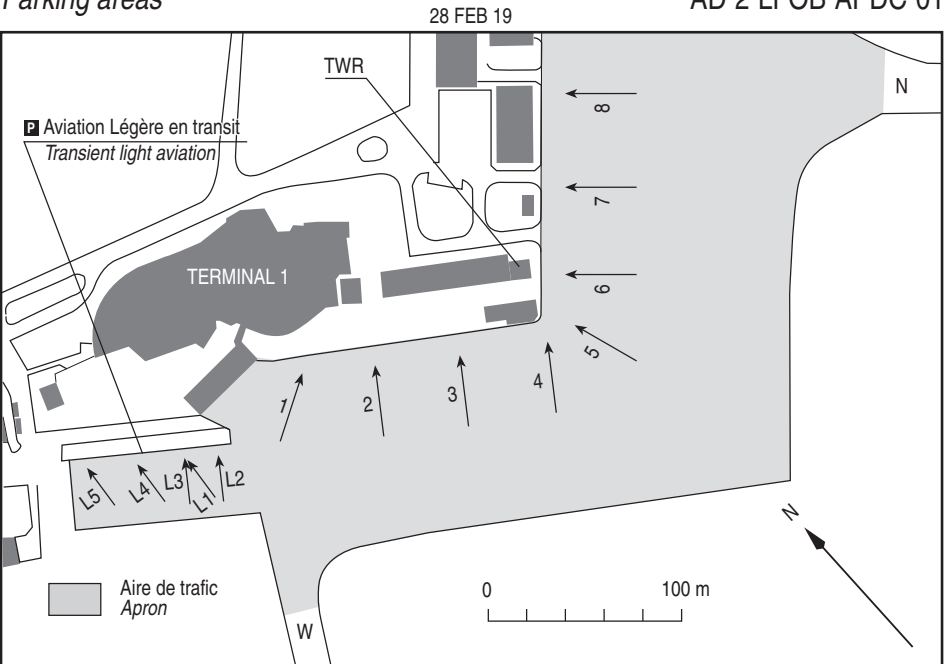 Parking areas
AD 2 LFOB APDC 01
28 FEB 19
TWR
N
8
P Aviation Légère en transit
Transient light aviation
7
TERMINAL 1
6
5
4
3
2
1
L5
L4
L3
L1
L2
N
Aire de trafic
Apron
0
100 m
W